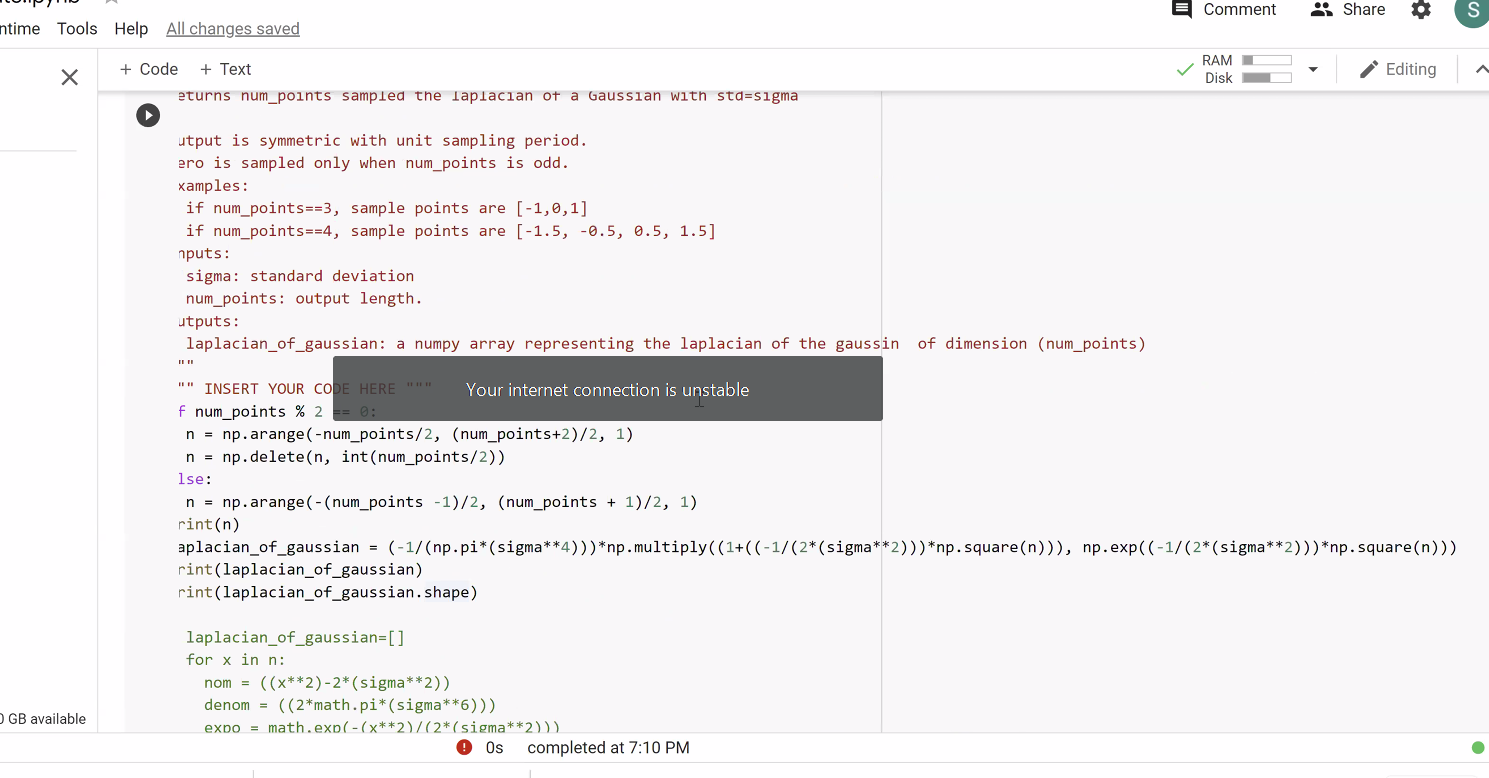 Comment Share S
ntime Tools Help All changes saved
+ Code + Text RAM Disk Editing
eturns num_points sampled the laplacian of a Gaussian with std=sigma
utput is symmetric with unit sampling period.
ero is sampled only when num_points is odd.
xamples:
if num_points==3, sample points are [-1,0,1]
if num_points==4, sample points are [-1.5, -0.5, 0.5, 1.5]
nputs:
sigma: standard deviation
num_points: output length.
utputs:
laplacian_of_gaussian: a numpy array representing the laplacian of the gaussin  of dimension (num_points)
""
"" INSERT YOUR CODE HERE """
Your internet connection is unstable
f num_points % 2 == 0:
n = np.arange(-num_points/2, (num_points+2)/2, 1)
n = np.delete(n, int(num_points/2))
lse:
n = np.arange(-(num_points -1)/2, (num_points + 1)/2, 1)
rint(n)
aplacian_of_gaussian = (-1/(np.pi*(sigma**4)))*np.multiply((1+((-1/(2*(sigma**2)))*np.square(n))), np.exp((-1/(2*(sigma**2)))*np.square(n)))
rint(laplacian_of_gaussian)
rint(laplacian_of_gaussian.shape)
laplacian_of_gaussian=[]
for x in n:
nom = ((x**2)-2*(sigma**2))
denom = ((2*math.pi*(sigma**6)))
expo = math.exp(-(x**2)/(2*(sigma**2)))
GB available
0s completed at 7:10 PM